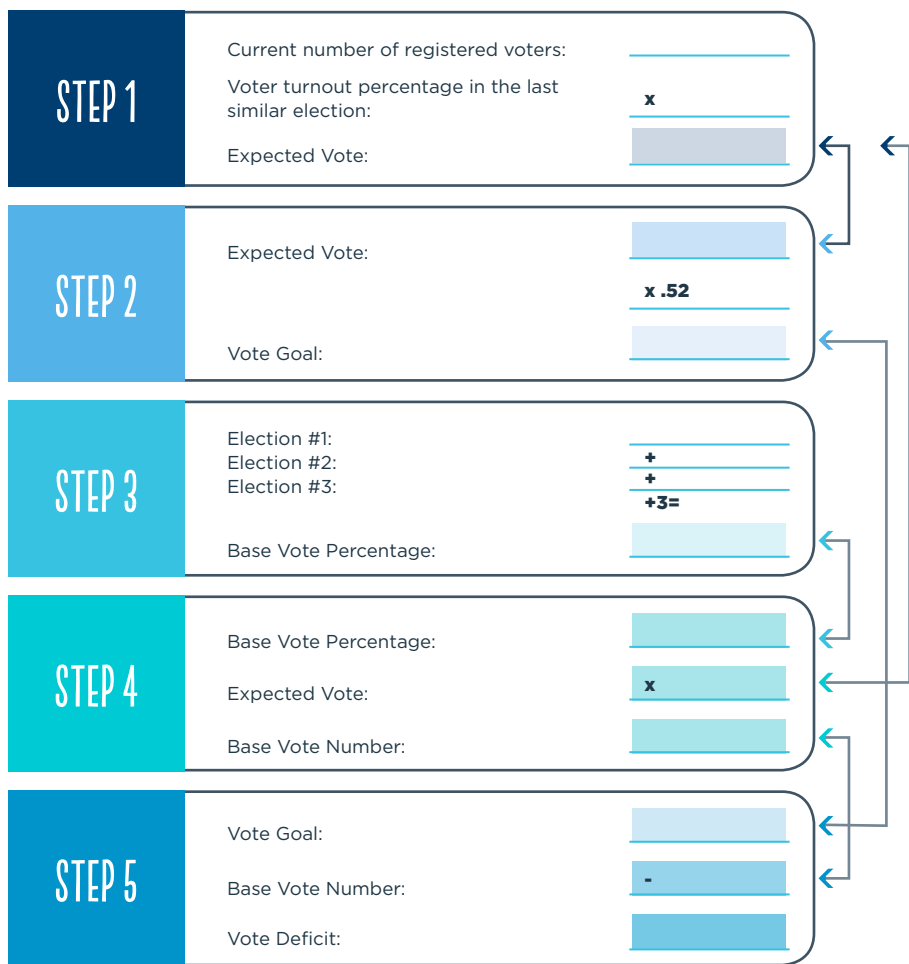 STEP 1
Current number of registered voters:
Voter turnout percentage in the last
similar election:
x
Expected Vote:
STEP 2
Expected Vote:
x .52
Vote Goal:
STEP 3
Election #1:
Election #2:
+
Election #3:
+
+3=
Base Vote Percentage:
STEP 4
Base Vote Percentage:
Expected Vote:
x
Base Vote Number:
STEP 5
Vote Goal:
Base Vote Number:
-
Vote Deficit: